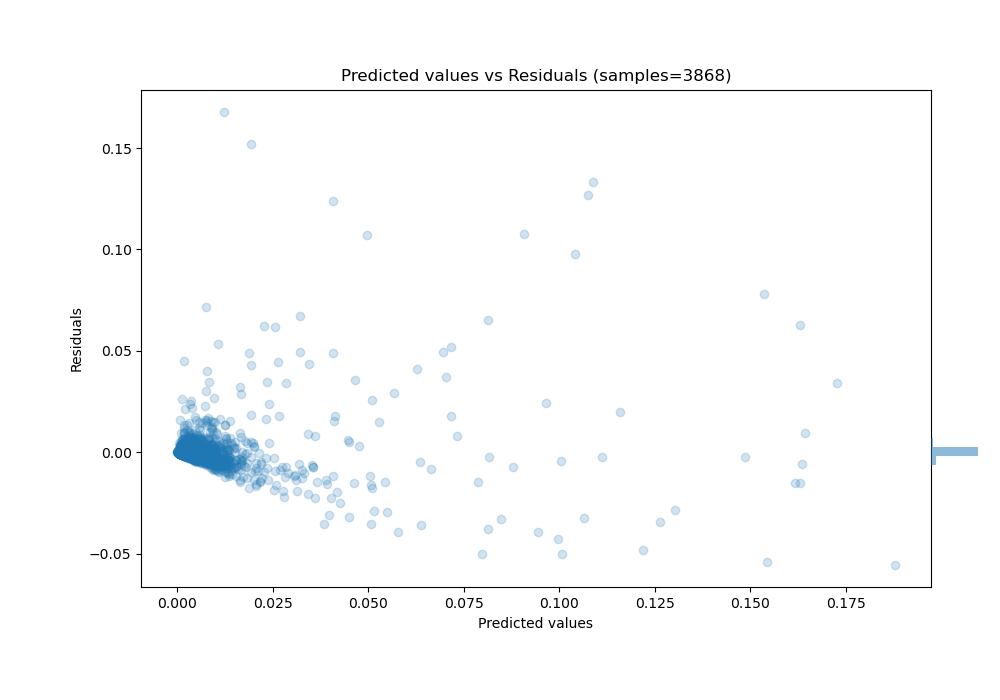 Predicted values vs Residuals (samples=3868)
0.15
0.10
0.05
0.00
−0.05
Residuals
0.000 0.025 0.050 0.075 0.100 0.125 0.150 0.175
Predicted values